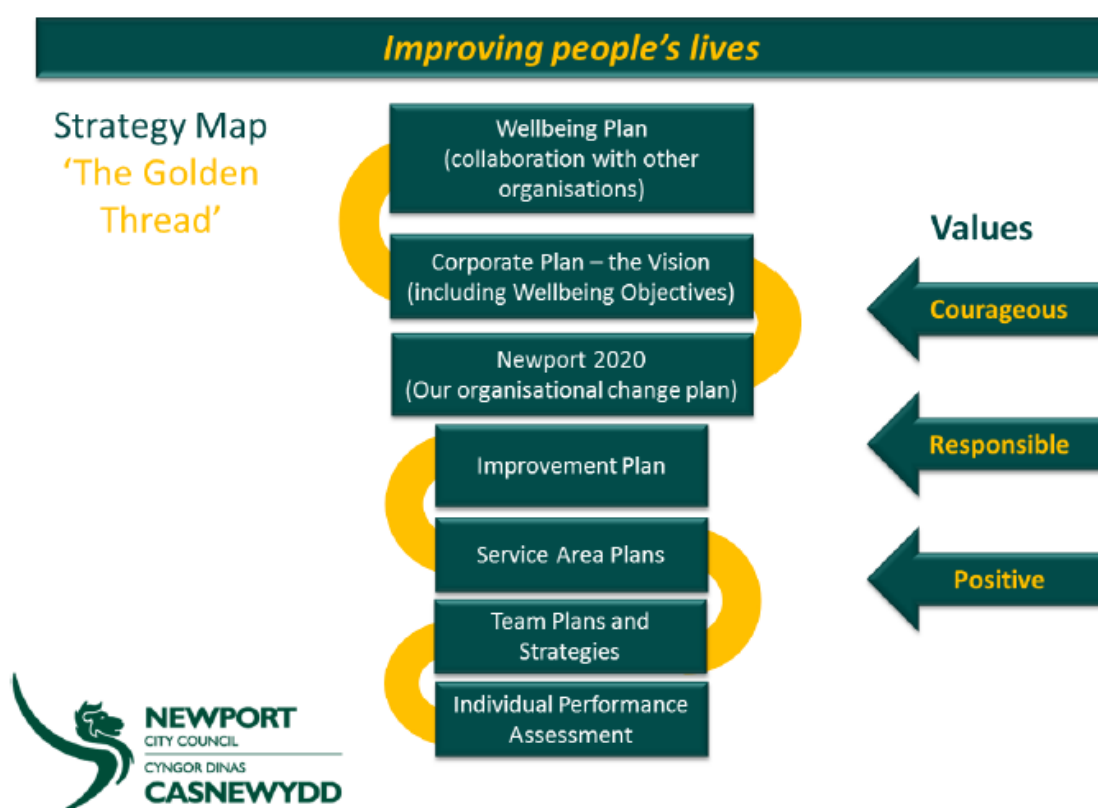 Improving people's lives
Strategy Map
‘The Golden
Thread’
Wellbeing Plan
(collaboration with other
organisations)
Corporate Plan – the Vision
(including Wellbeing Objectives)
Newport 2020
(Our organisational change plan)
Improvement Plan
Service Area Plans
Team Plans and
Strategies
Individual Performance
Assessment
Values
Courageous
Responsible
Positive
NEWPORT
CITY COUNCIL
CYNGOR DINAS
CASNEWYDD